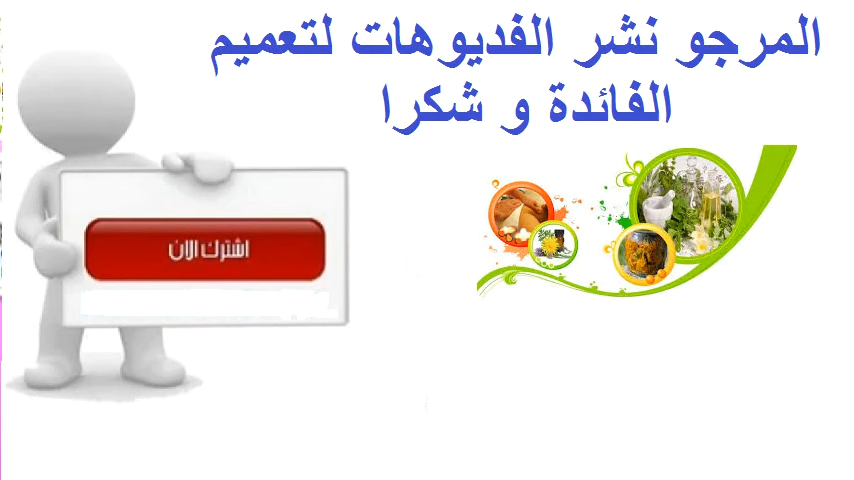 المرجو نشر الفديوهات لتعميم
الفائدة و شكرا
اشترك الان